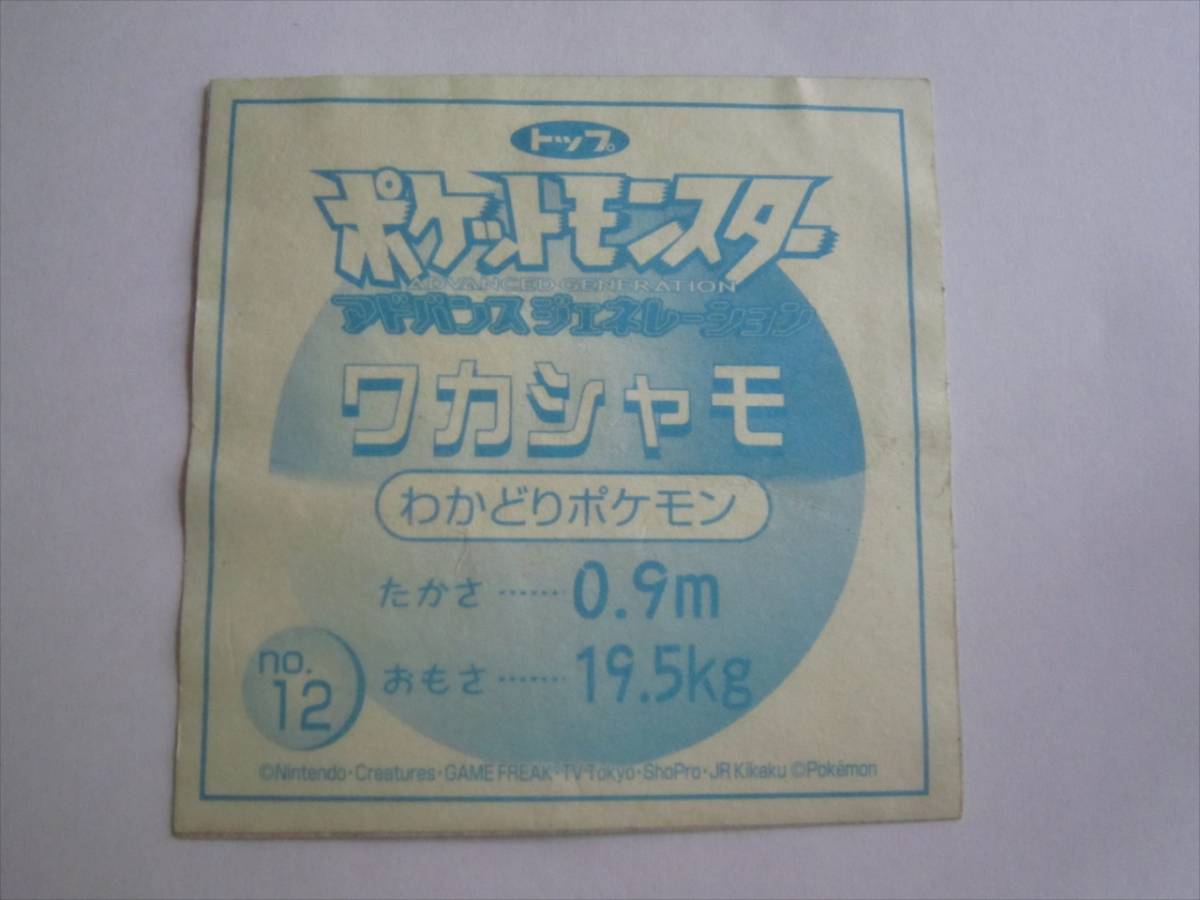 トップ。
ポケットモンスター
ADVANCED GENERATION
アドバンスジェネレーション
ワカシャモ
わかどりポケモン
たかさ……0.9m
おもさ……19.5kg
no.
12
©Nintendo・Creatures・GAME FREAK・TV Tokyo・ShoPro・JR Kikaku ©Pokémon